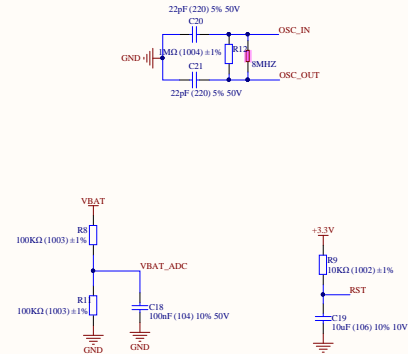 22pF (220) 5% 50V
C20
OSC_IN
1MΩ (1004) ±1%
R12
GND
8MHZ
C21
OSC_OUT
22pF (220) 5% 50V
VBAT
R8
100KΩ (1003) ±1%
VBAT_ADC
R11
100KΩ (1003) ±1%
C18
100nF (104) 10% 50V
GND
GND
+3.3V
R9
10KΩ (1002) ±1%
RST
C19
10uF (106) 10% 10V